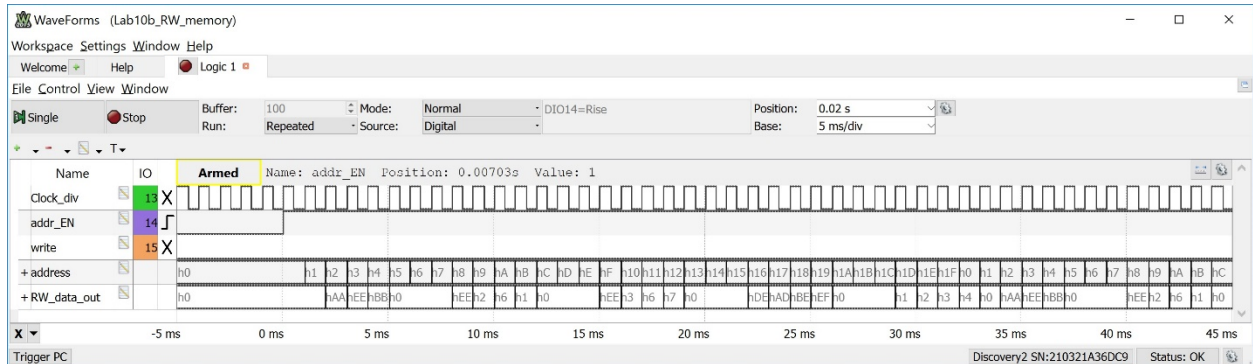 WaveForms (Lab10b_RW_memory)
Workspace Settings Window Help
Welcome Help Logic 1
File Control View Window
Single Stop Buffer: 100 Mode: Normal DIO14=Rise Position: 0.02 s
Run: Repeated Source: Digital Base: 5 ms/div
T
Name IO Armed Name: addr_EN Position: 0.00703s Value: 1
Clock_div 13 X
addr_EN 14
write 15 X
+ address h0 h1 h2 h3 h4 h5 h6 h7 h8 h9 hA hB hC hD hE hF h10 h11 h12 h13 h14 h15 h16 h17 h18 h19 h1A h1B h1C h1D h1E h1F h0 h1 h2 h3 h4 h5 h6 h7 h8 h9 hA hB hC
+ RW_data_out h0 hAA hEE hBB h0 hEE h2 h6 h1 h0 hEE h3 h6 h7 h0 hDE hAD hBE hEF h0 h1 h2 h3 h4 h0 hAA hEE hBB h0 hEE h2 h6 h1 h0
X -5 ms 0 ms 5 ms 10 ms 15 ms 20 ms 25 ms 30 ms 35 ms 40 ms 45 ms
Trigger PC Discovery2 SN:210321A36DC9 Status: OK